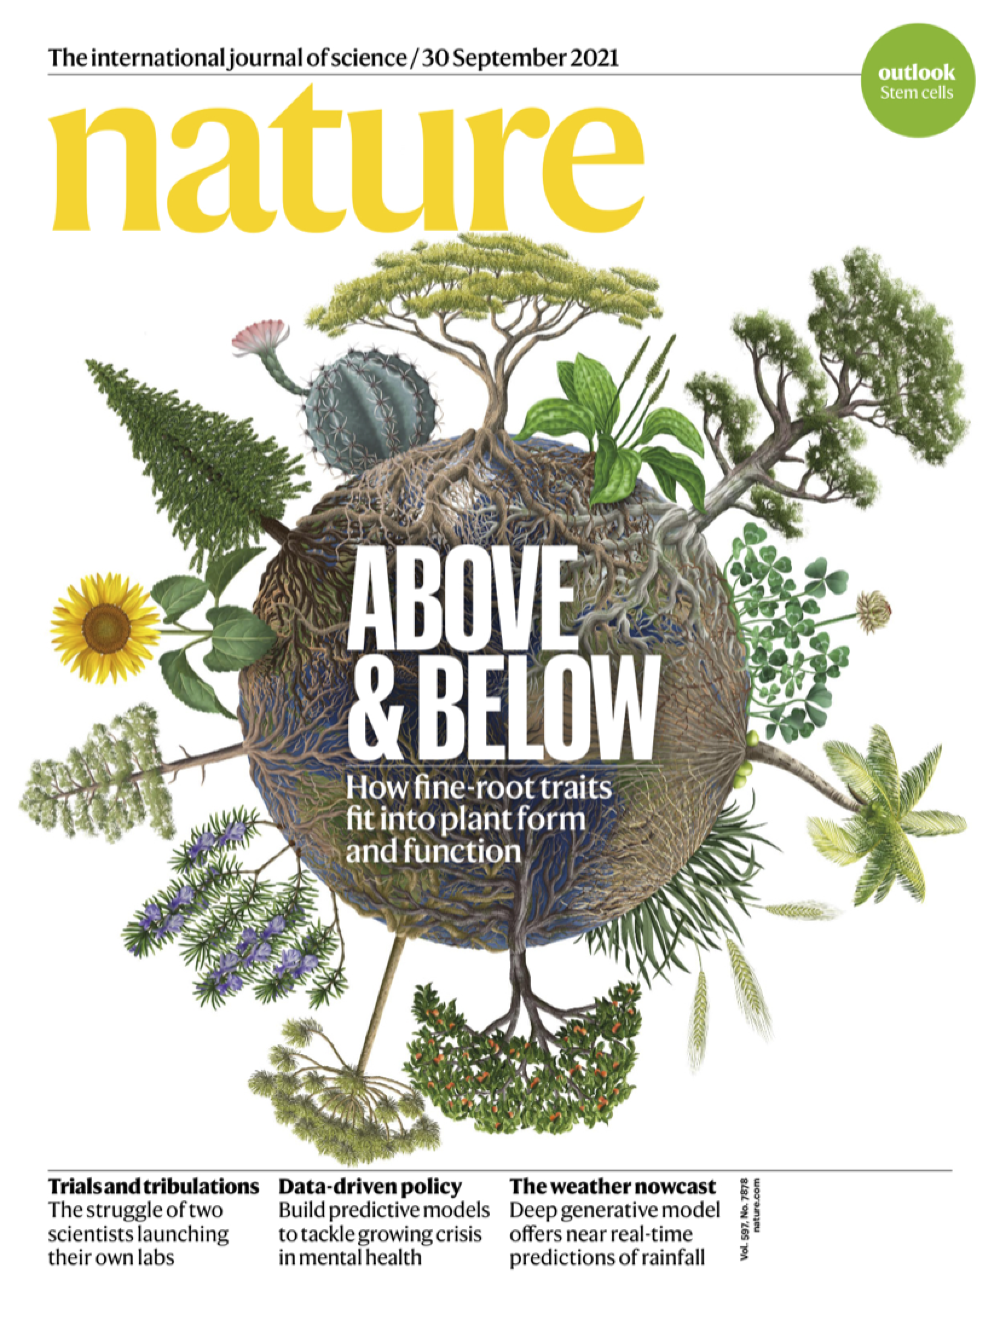 The international journal of science / 30 September 2021
outlook
Stem cells
nature
ABOVE
& BELOW
How fine-root traits
fit into plant form
and function
Trials and tribulations
The struggle of two
scientists launching
their own labs
Data-driven policy
Build predictive models
to tackle growing crisis
in mental health
The weather nowcast
Deep generative model
offers near real-time
predictions of rainfall
Vol. 597, No. 7878
nature.com